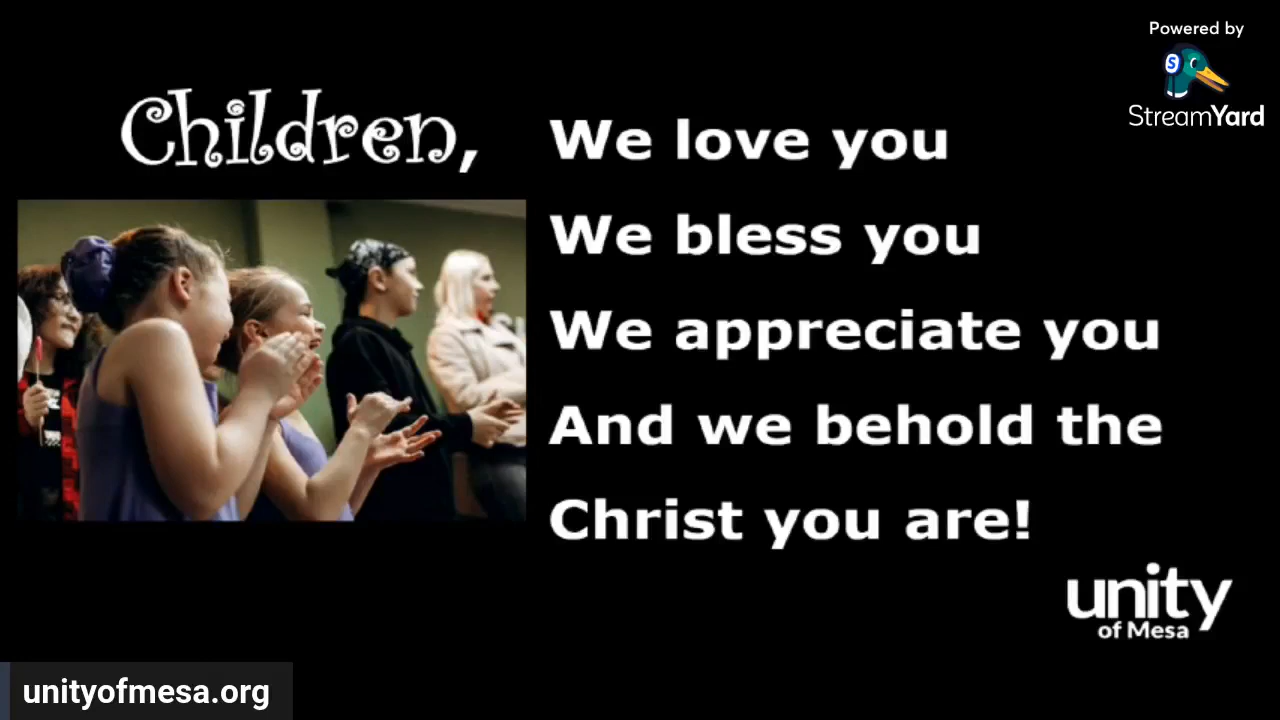 Powered by
S
StreamYard
Children,
We love you
We bless you
We appreciate you
And we behold the
Christ you are!
unity
of Mesa
unityofmesa.org